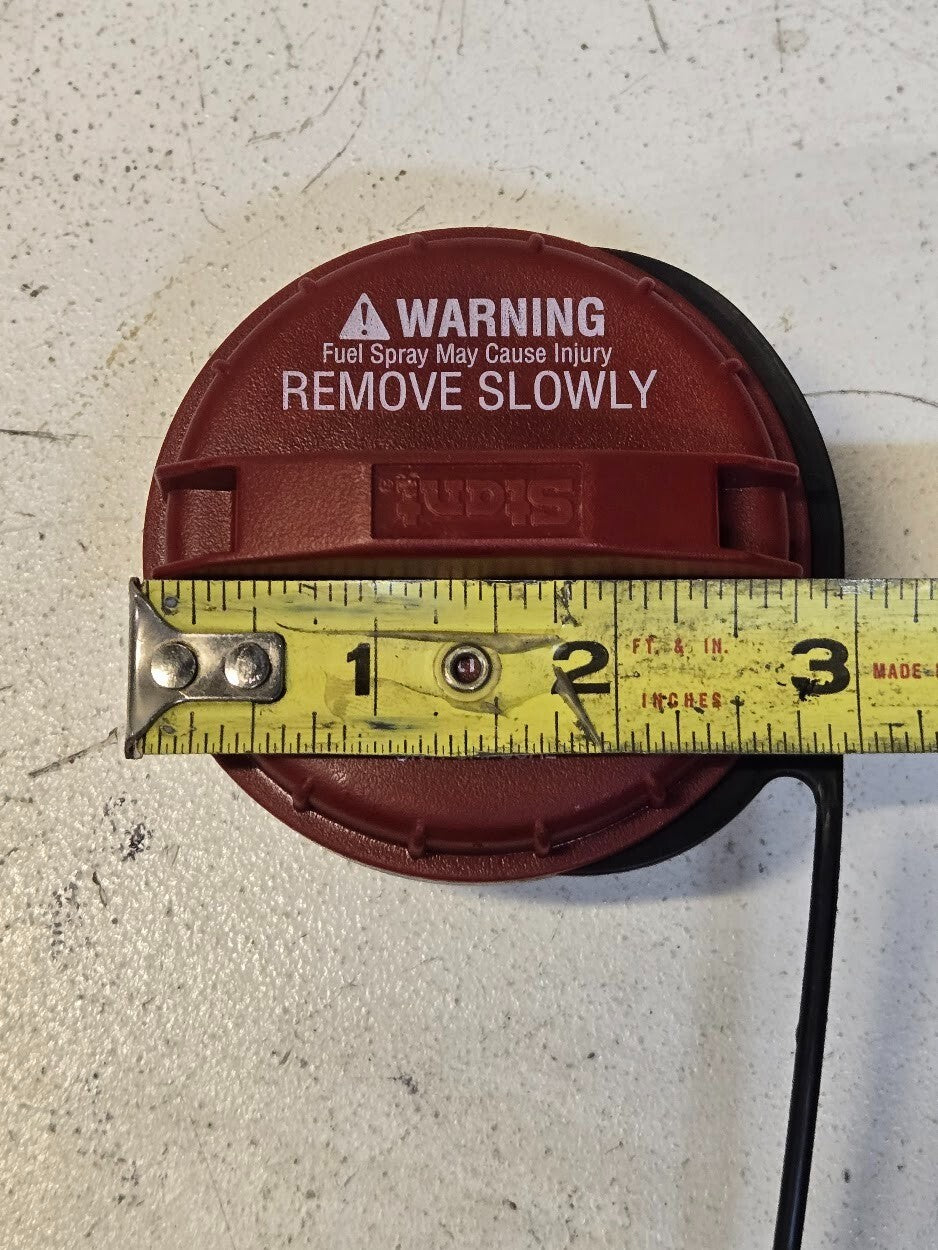 WARNING
Fuel Spray May Cause Injury
REMOVE SLOWLY
Stant
1 2 FT. & IN. 3 MADE
INCHES